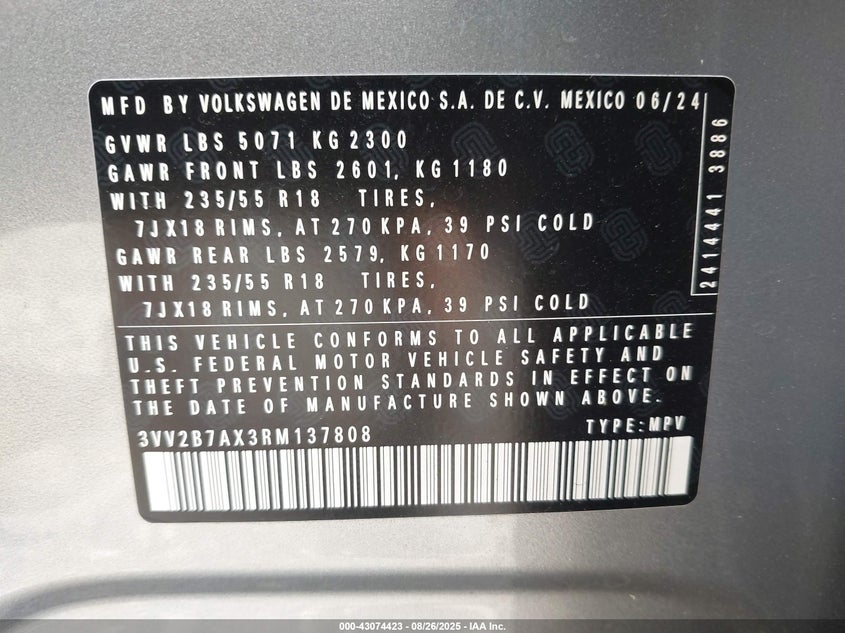 MFD BY VOLKSWAGEN DE MEXICO S.A. DE C.V. MEXICO 06/24
GVWR LBS 5071 KG 2300
GAWR FRONT LBS 2601, KG 1180
WITH 235/55 R18 TIRES,
7JX18 RIMS, AT 270 KPA, 39 PSI COLD
GAWR REAR LBS 2579, KG 1170
WITH 235/55 R18 TIRES,
7JX18 RIMS, AT 270 KPA, 39 PSI COLD
2414441 3886
THIS VEHICLE CONFORMS TO ALL APPLICABLE
U.S. FEDERAL MOTOR VEHICLE SAFETY AND
THEFT PREVENTION STANDARDS IN EFFECT ON
THE DATE OF MANUFACTURE SHOWN ABOVE.
3VV2B7AX3RM137808 TYPE:MPV
000-43074423 - 08/26/2025 - IAA Inc.